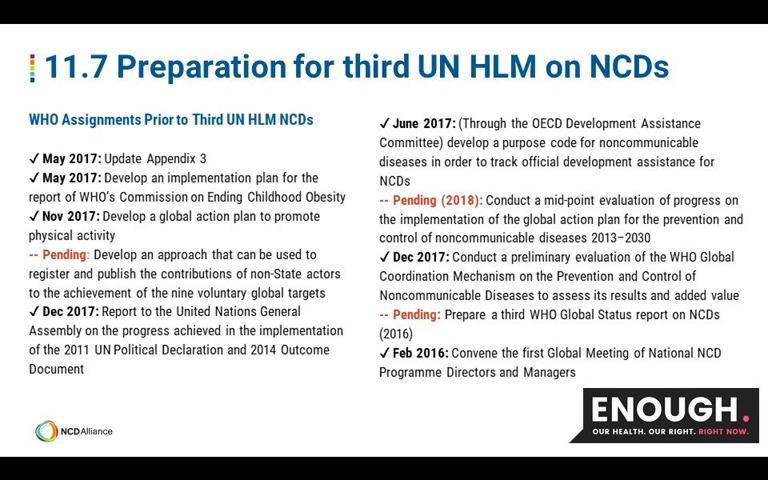 11.7 Preparation for third UN HLM on NCDs
WHO Assignments Prior to Third UN HLM NCDs
✓ May 2017: Update Appendix 3
✓ May 2017: Develop an implementation plan for the
report of WHO's Commission on Ending Childhood Obesity
✓ Nov 2017: Develop a global action plan to promote
physical activity
-- Pending: Develop an approach that can be used to
register and publish the contributions of non-State actors
to the achievement of the nine voluntary global targets
✓ Dec 2017: Report to the United Nations General
Assembly on the progress achieved in the implementation
of the 2011 UN Political Declaration and 2014 Outcome
Document
✓ June 2017: (Through the OECD Development Assistance
Committee) develop a purpose code for noncommunicable
diseases in order to track official development assistance for
NCDs
-- Pending (2018): Conduct a mid-point evaluation of progress on
the implementation of the global action plan for the prevention and
control of noncommunicable diseases 2013–2030
✓ Dec 2017: Conduct a preliminary evaluation of the WHO Global
Coordination Mechanism on the Prevention and Control of
Noncommunicable Diseases to assess its results and added value
-- Pending: Prepare a third WHO Global Status report on NCDs
(2016)
✓ Feb 2016: Convene the first Global Meeting of National NCD
Programme Directors and Managers
NCDAlliance
ENOUGH.
OUR HEALTH. OUR RIGHT. RIGHT NOW.